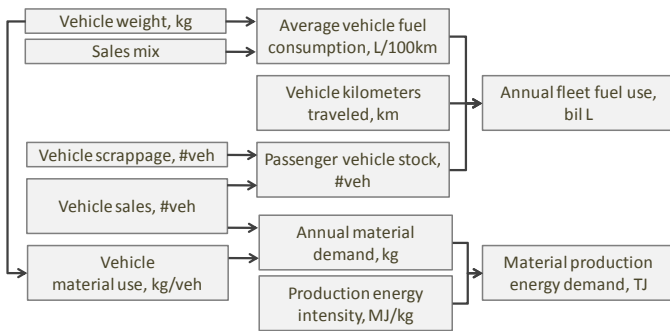 Vehicle weight, kg
Sales mix
Average vehicle fuel
consumption, L/100km
Vehicle kilometers
traveled, km
Annual fleet fuel use,
bil L
Vehicle scrappage, #veh
Passenger vehicle stock,
#veh
Vehicle sales, #veh
Annual material
demand, kg
Vehicle
material use, kg/veh
Production energy
intensity, MJ/kg
Material production
energy demand, TJ